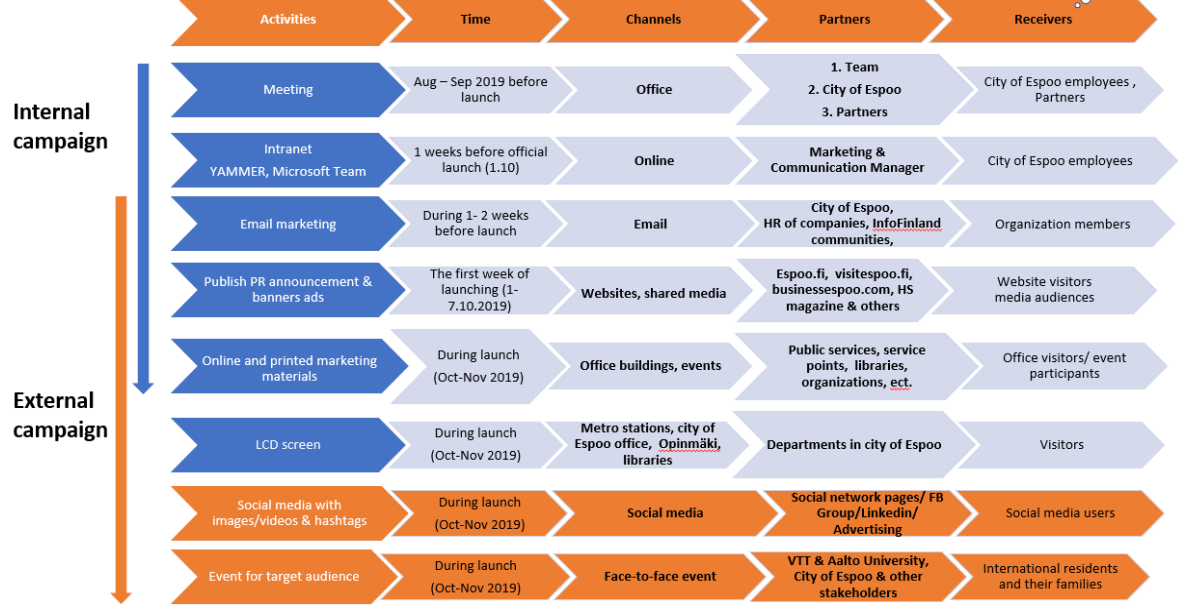 Activities
Time
Channels
Partners
Receivers
Internal
campaign
Meeting
Aug – Sep 2019 before
launch
Office
1. Team
2. City of Espoo
3. Partners
City of Espoo employees ,
Partners
Intranet
YAMMER, Microsoft Team
1 weeks before official
launch (1.10)
Online
Marketing &
Communication Manager
City of Espoo employees
Email marketing
During 1- 2 weeks
before launch
Email
City of Espoo,
HR of companies, InfoFinland
communities,
Organization members
Publish PR announcement &
banners ads
The first week of
launching (1-
7.10.2019)
Websites, shared media
Espoo.fi, visitespoo.fi,
businessespoo.com, HS
magazine & others
Website visitors
media audiences
Online and printed marketing
materials
During launch
(Oct-Nov 2019)
Office buildings, events
Public services, service
points, libraries,
organizations, ect.
Office visitors/ event
participants
External
campaign
LCD screen
During launch
(Oct-Nov 2019)
Metro stations, city of
Espoo office, Opinmäki,
libraries
Departments in city of Espoo
Visitors
Social media with
images/videos & hashtags
During launch
(Oct-Nov 2019)
Social media
Social network pages/ FB
Group/Linkedin/
Advertising
Social media users
Event for target audience
During launch
(Oct-Nov 2019)
Face-to-face event
VTT & Aalto University,
City of Espoo & other
stakeholders
International residents
and their families